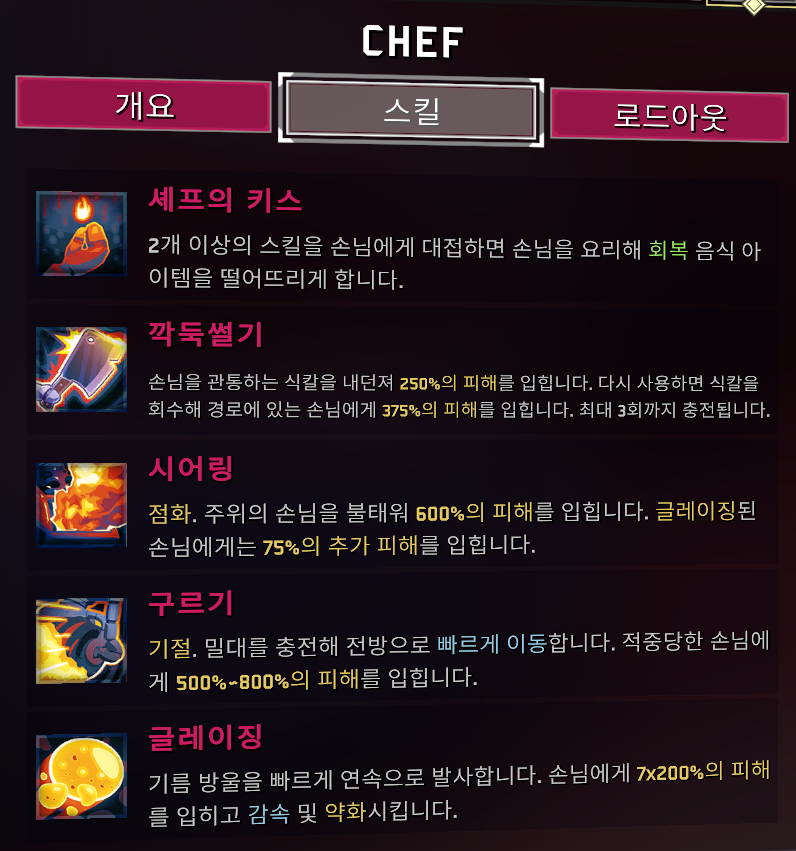 CHEF
개요
스킬
로드아웃
셰프의 키스
2개 이상의 스킬을 손님에게 대접하면 손님을 요리해 회복 음식 아
이템을 떨어뜨리게 합니다.
깍둑썰기
손님을 관통하는 식칼을 내던져 250%의 피해를 입힙니다. 다시 사용하면 식칼을
회수해 경로에 있는 손님에게 375%의 피해를 입힙니다. 최대 3회까지 충전됩니다.
시어링
점화. 주위의 손님을 불태워 600%의 피해를 입힙니다. 글레이징된
손님에게는 75%의 추가 피해를 입힙니다.
구르기
기절. 밀대를 충전해 전방으로 빠르게 이동합니다. 적중당한 손님에
게 500%~800%의 피해를 입힙니다.
글레이징
기름 방울을 빠르게 연속으로 발사합니다. 손님에게 7x200%의 피해
를 입히고 감속 및 약화시킵니다.